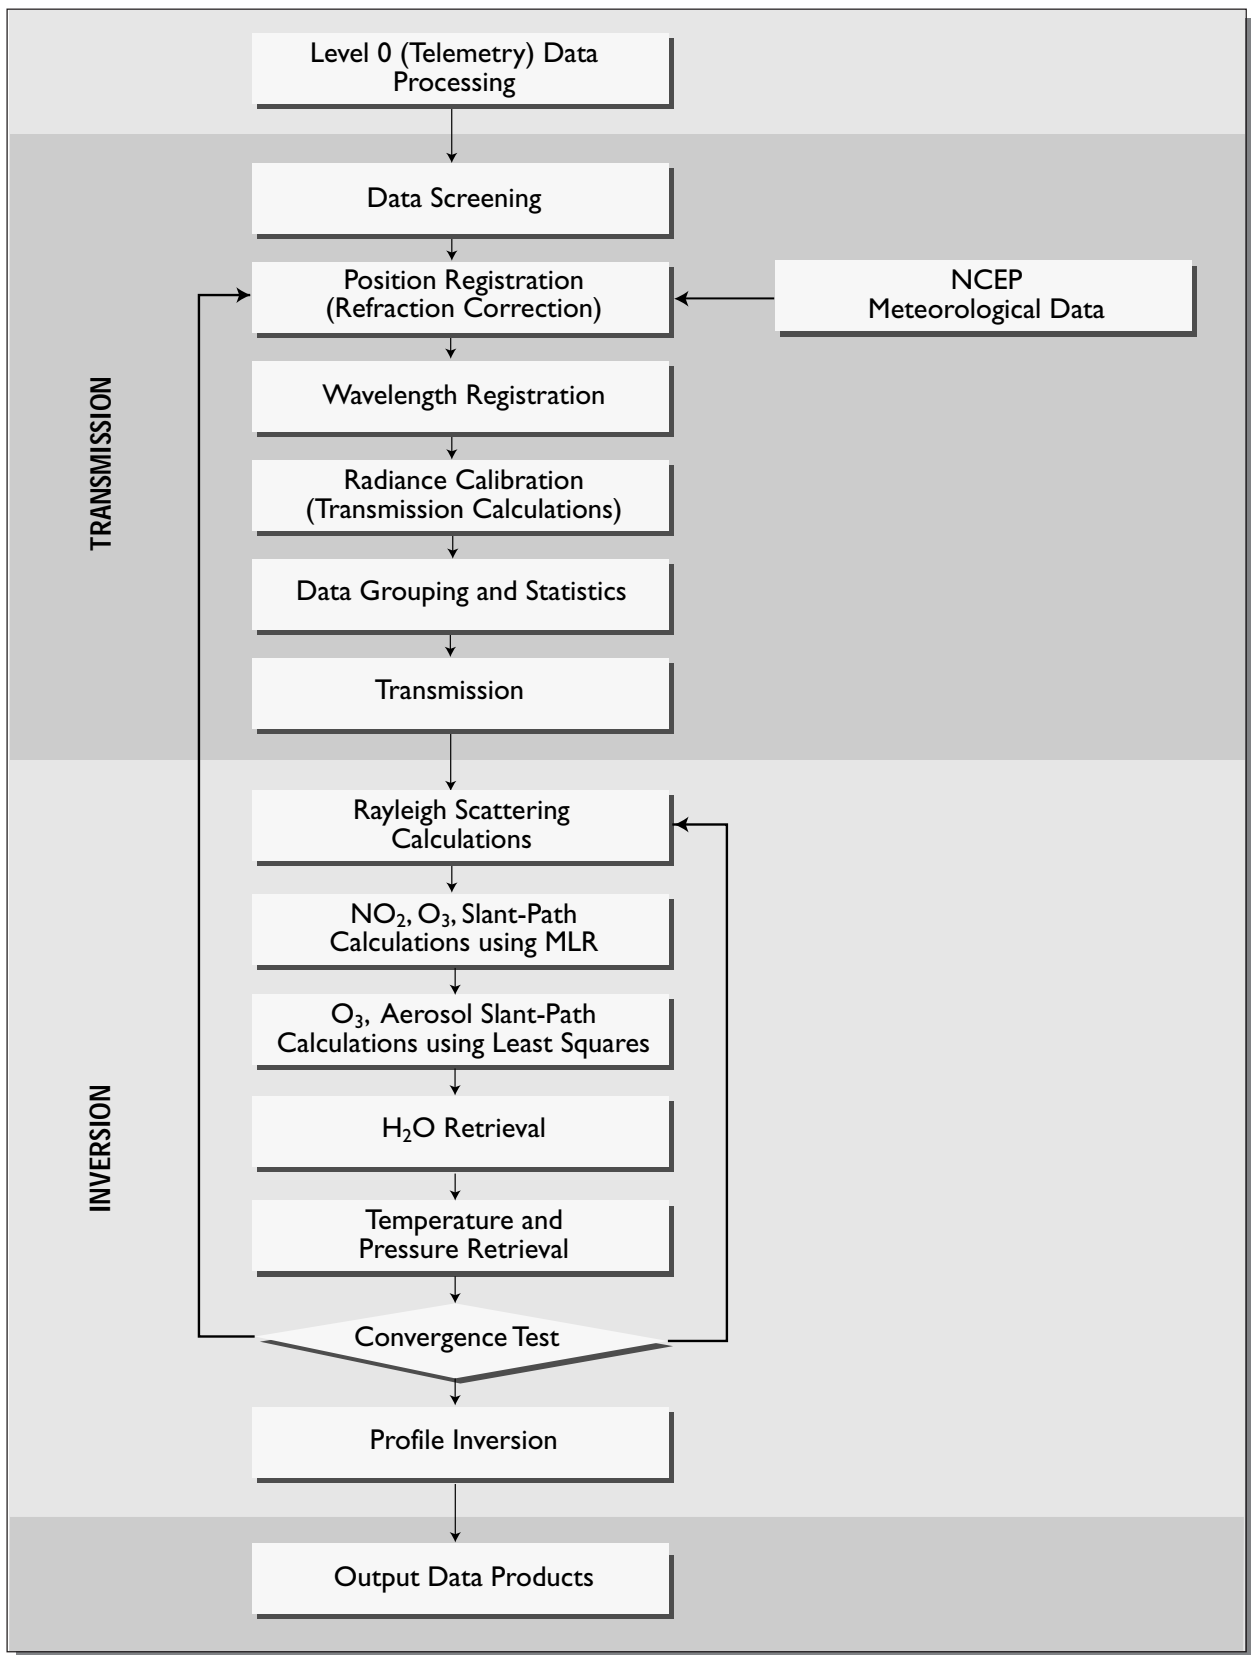 Level 0 (Telemetry) Data
Processing
Data Screening
Position Registration
(Refraction Correction)
NCEP
Meteorological Data
Wavelength Registration
TRANSMISSION
Radiance Calibration
(Transmission Calculations)
Data Grouping and Statistics
Transmission
Rayleigh Scattering
Calculations
NO₂, O₃, Slant-Path
Calculations using MLR
O₃, Aerosol Slant-Path
Calculations using Least Squares
INVERSION
H₂O Retrieval
Temperature and
Pressure Retrieval
Convergence Test
Profile Inversion
Output Data Products